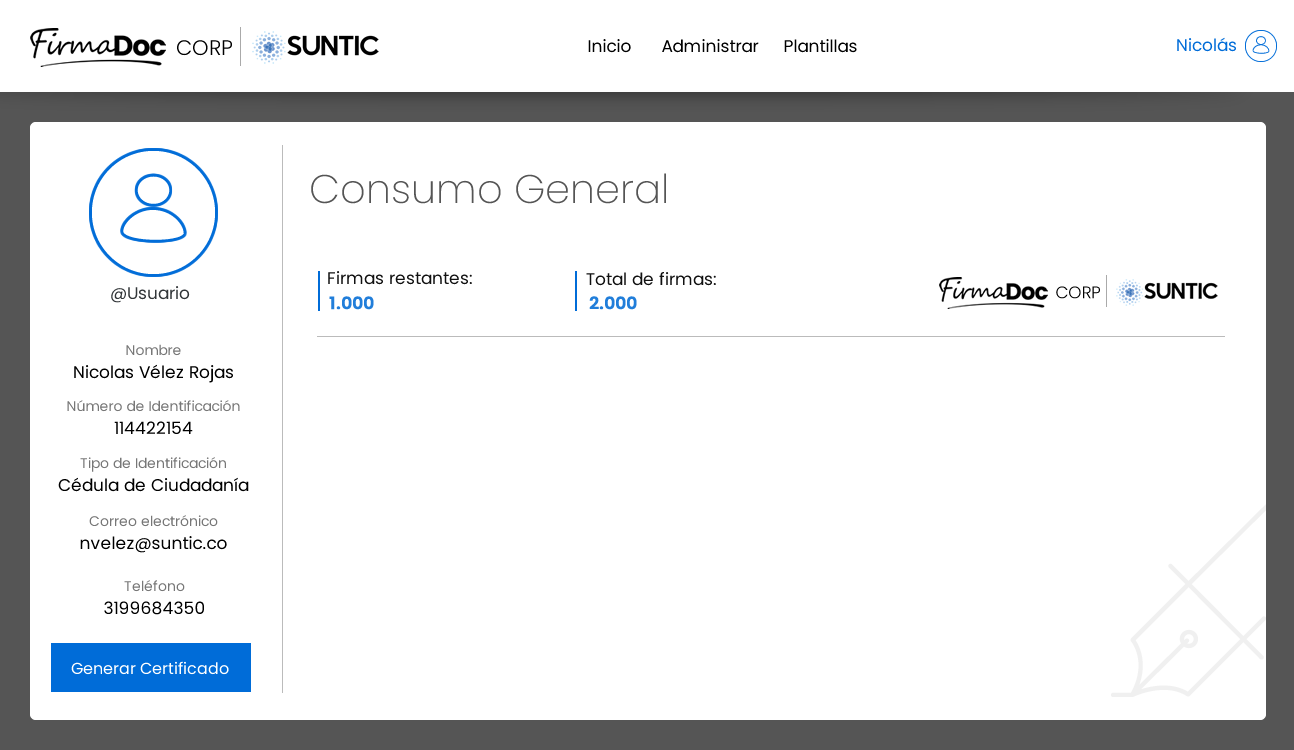 FirmaDoc CORP SUNTIC
Inicio Administrar Plantillas
Nicolás
@Usuario
Nombre
Nicolas Vélez Rojas
Número de Identificación
114422154
Tipo de Identificación
Cédula de Ciudadanía
Correo electrónico
nvelez@suntic.co
Teléfono
3199684350
Generar Certificado
Consumo General
Firmas restantes:
1.000
Total de firmas:
2.000
FirmaDoc CORP SUNTIC